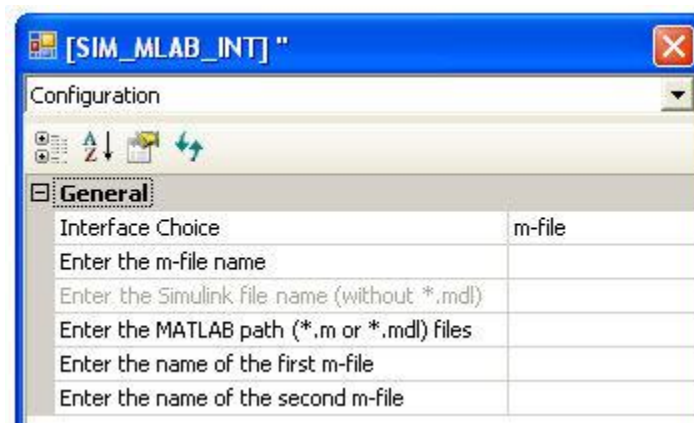 [SIM_MLAB_INT] "
Configuration
General
Interface Choice m-file
Enter the m-file name
Enter the Simulink file name (without *.mdl)
Enter the MATLAB path (*.m or *.mdl) files
Enter the name of the first m-file
Enter the name of the second m-file